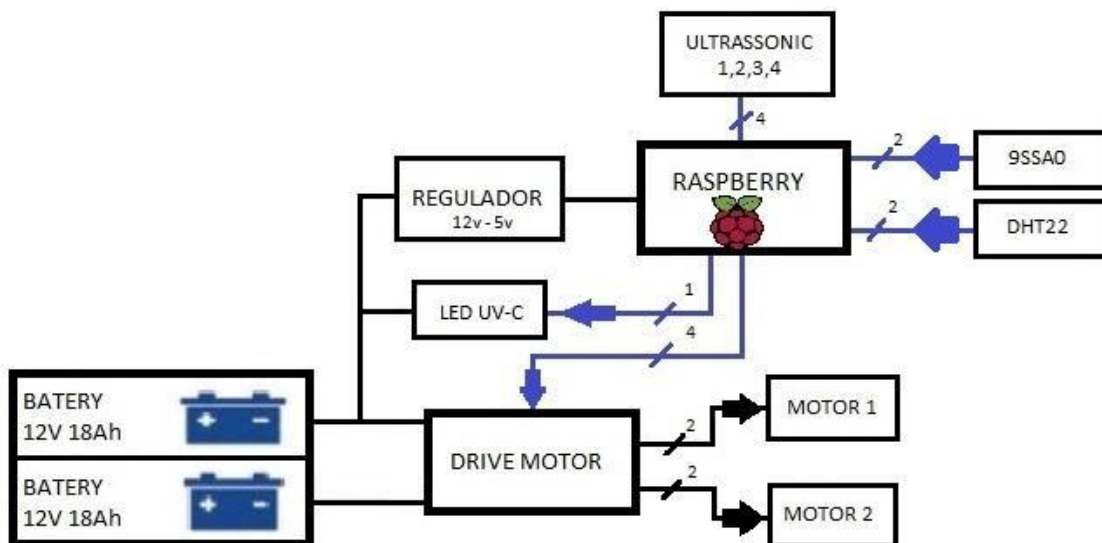 ULTRASSONIC
1,2,3,4
4
2
9SSA0
RASPBERRY
REGULADOR
12v - 5v
2
DHT22
LED UV-C
1
4
BATERY
12V 18Ah
BATERY
12V 18Ah
DRIVE MOTOR
2
MOTOR 1
2
MOTOR 2